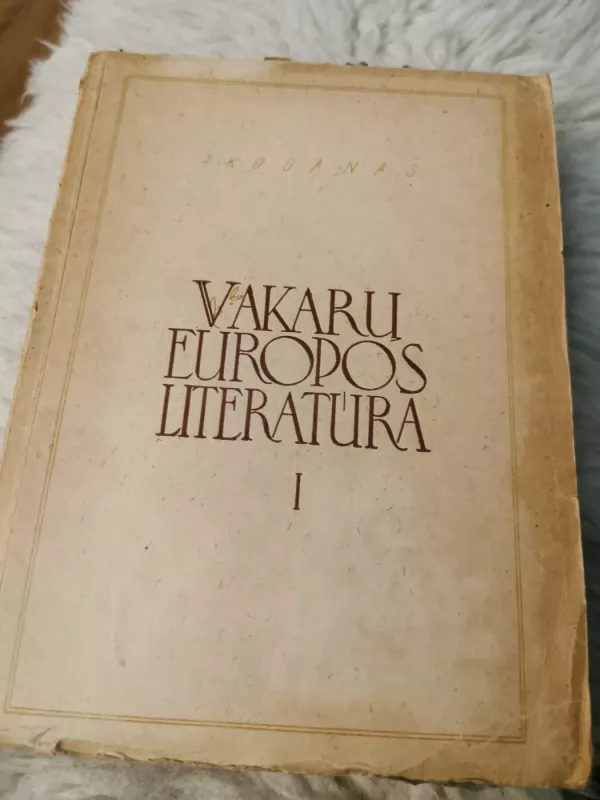 KOGANAS
VAKARŲ
EUROPOS
LITERATŪRA
I